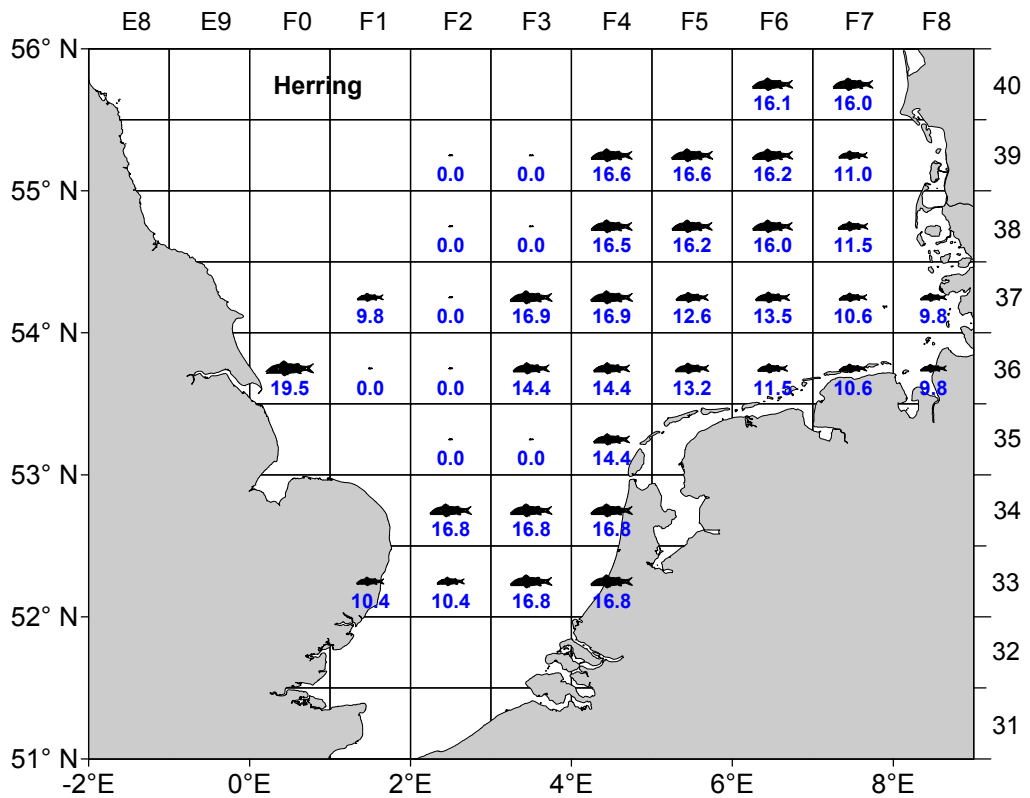 E8 E9 F0 F1 F2 F3 F4 F5 F6 F7 F8
56° N
Herring
40
16.1 16.0
39
0.0 0.0 16.6 16.6 16.2 11.0
55° N
38
0.0 0.0 16.5 16.2 16.0 11.5
37
9.8 0.0 16.9 16.9 12.6 13.5 10.6 9.8
54° N
36
19.5 0.0 0.0 14.4 14.4 13.2 11.5 10.6 9.8
35
0.0 0.0 14.4
53° N
34
16.8 16.8 16.8
33
10.4 10.4 16.8 16.8
52° N
32
31
51° N
-2°E 0°E 2°E 4°E 6°E 8°E